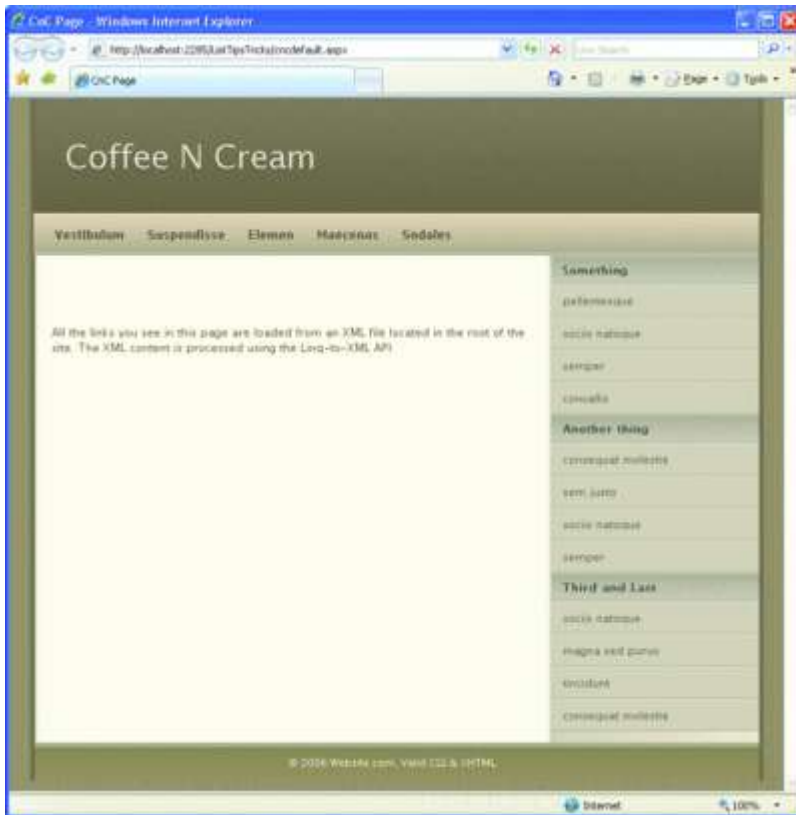 CnC Page - Windows Internet Explorer
CnC Page
Page
Tools
Coffee N Cream
Vestibulum Suspendisse Elemen Maecenas Sodales
All the links you see in this page are loaded from an XML file located in the root of the
site. The XML content is processed using the Linq-to-XML API
Something
pellentesque
sociis natoque
semper
convallis
Another thing
consequat molestie
sem justo
sociis natoque
semper
Third and Last
sociis natoque
magna sed purus
tincidunt
consequat molestie
© 2006 Website.com, Valid CSS & XHTML
Internet
100%